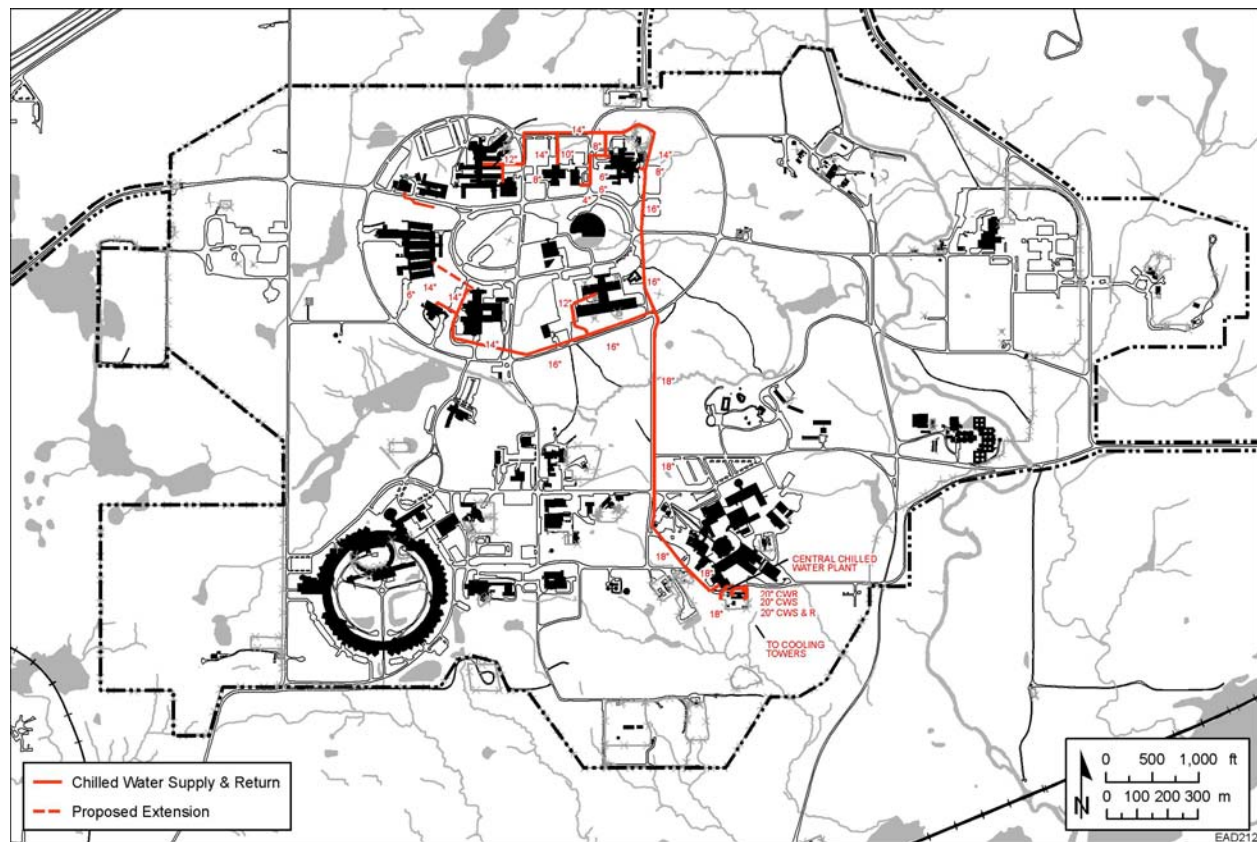 14"
12"
14"
10"
8"
14"
8"
6"
8"
6"
4"
16"
16"
14"
6"
14"
12"
14"
16"
16"
18"
18"
18"
18"
CENTRAL CHILLED
WATER PLANT
20" CWR
20" CWS
20" CWS & R
18"
TO COOLING
TOWERS
Chilled Water Supply & Return
Proposed Extension
N
0 500 1,000 ft
0 100 200 300 m
EAD212